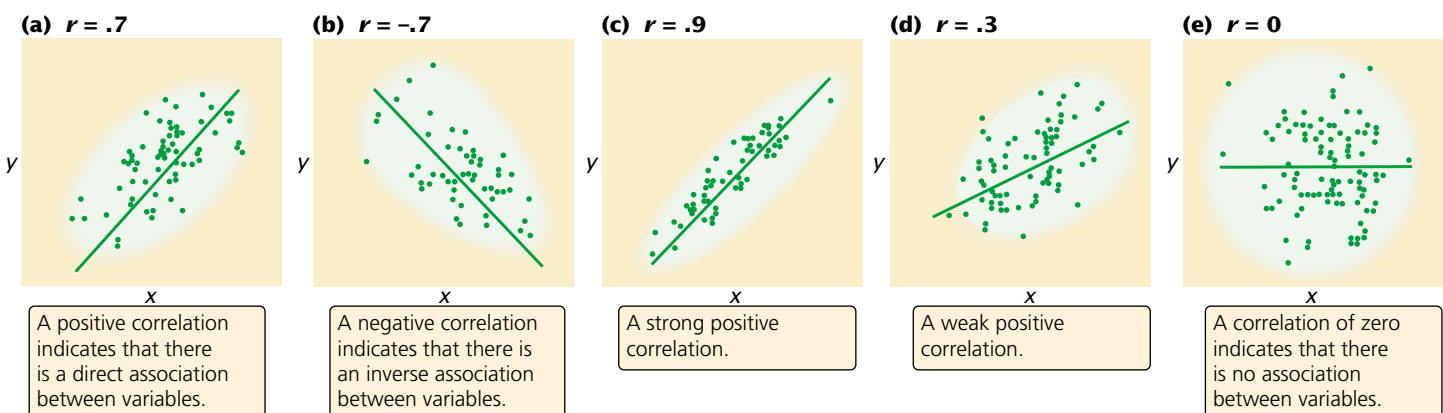 (a) r = .7
y
x
A positive correlation
indicates that there
is a direct association
between variables.
(b) r = –.7
y
x
A negative correlation
indicates that there is
an inverse association
between variables.
(c) r = .9
y
x
A strong positive
correlation.
(d) r = .3
y
x
A weak positive
correlation.
(e) r = 0
y
x
A correlation of zero
indicates that there
is no association
between variables.